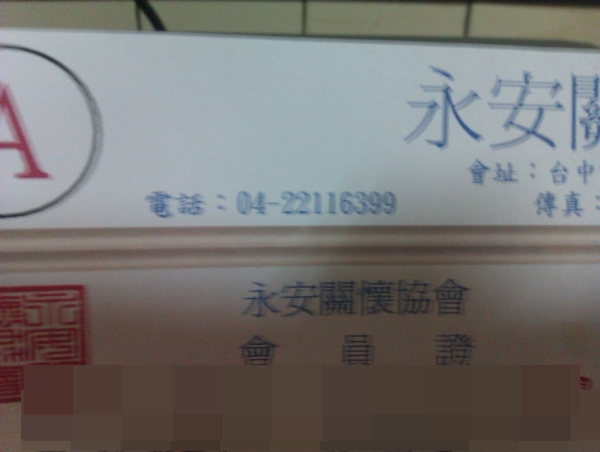 A
永安關
會址：台中
電話：04-22116399
傳真：
永安關懷協會
會員證